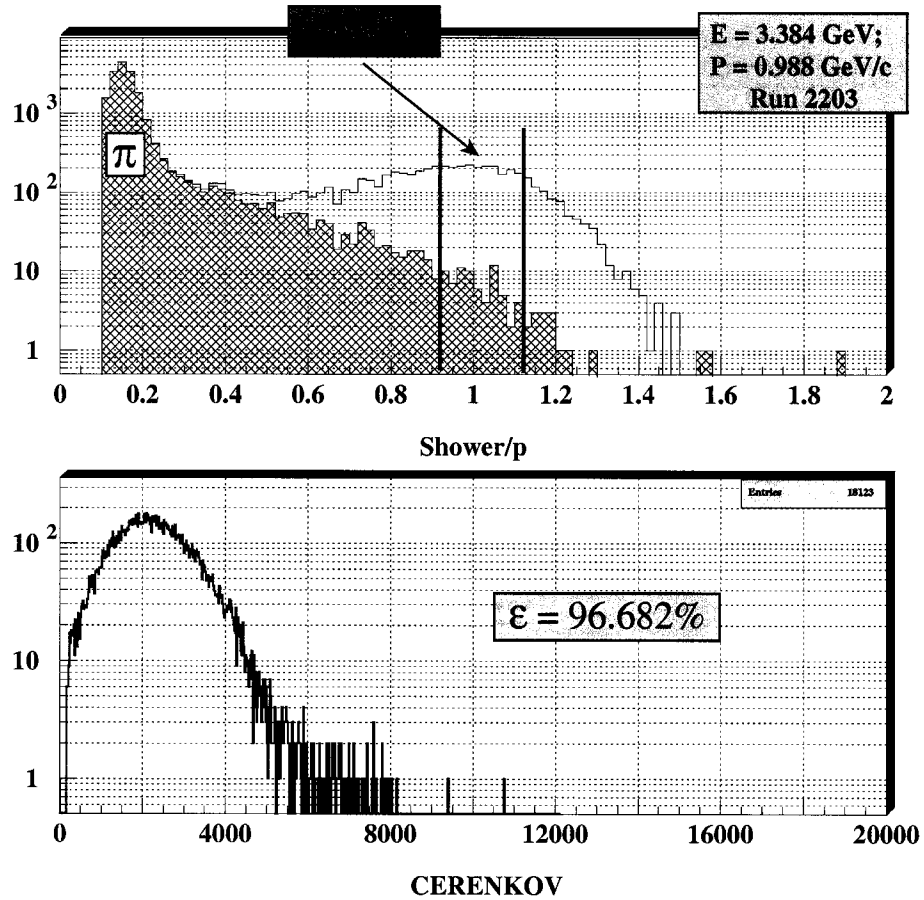 E = 3.384 GeV;
P = 0.988 GeV/c
Run 2203
π
10 3
10 2
10
1
0 0.2 0.4 0.6 0.8 1 1.2 1.4 1.6 1.8 2
Shower/p
Entries 18123
10 2
ε = 96.682%
10
1
0 4000 8000 12000 16000 20000
CERENKOV